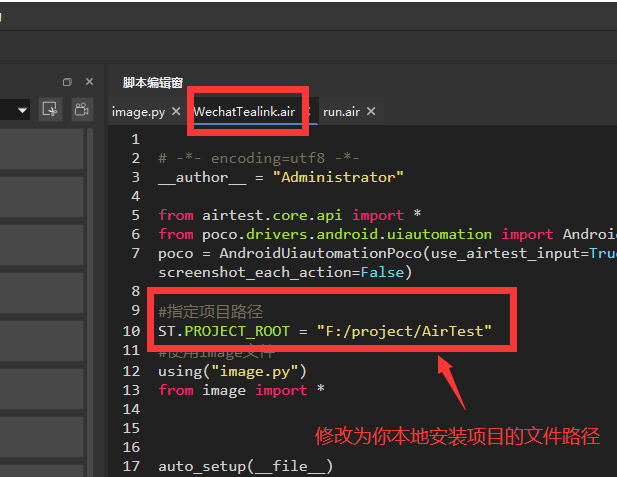 脚本编辑窗
image.py WechatTealink.air run.air
1
2 # -*- encoding=utf8 -*-
3 __author__ = "Administrator"
4
5 from airtest.core.api import *
6 from poco.drivers.android.uiautomation import Android
7 poco = AndroidUiautomationPoco(use_airtest_input=True
screenshot_each_action=False)
8
9 #指定项目路径
10 ST.PROJECT_ROOT = "F:/project/AirTest"
11 #使用image文件
12 using("image.py")
13 from image import *
14
修改为你本地安装项目的文件路径
15
16
17 auto_setup(__file__)